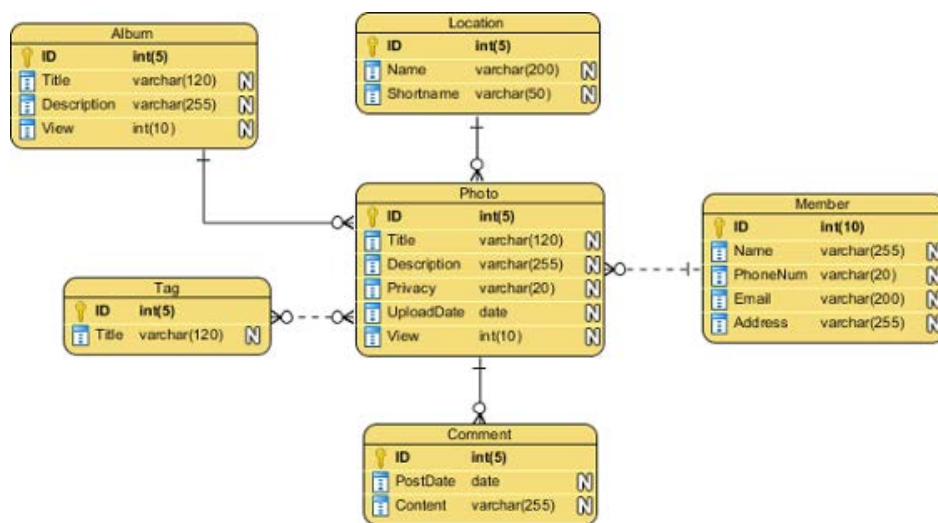 Album
ID int(5)
Title varchar(120) N
Description varchar(255) N
View int(10) N
Location
ID int(5)
Name varchar(200) N
Shortname varchar(50) N
Photo
ID int(5)
Title varchar(120) N
Description varchar(255) N
Privacy varchar(20) N
UploadDate date N
View int(10) N
Member
ID int(10)
Name varchar(255) N
PhoneNum varchar(20) N
Email varchar(200) N
Address varchar(255) N
Tag
ID int(5)
Title varchar(120) N
Comment
ID int(5)
PostDate date N
Content varchar(255) N